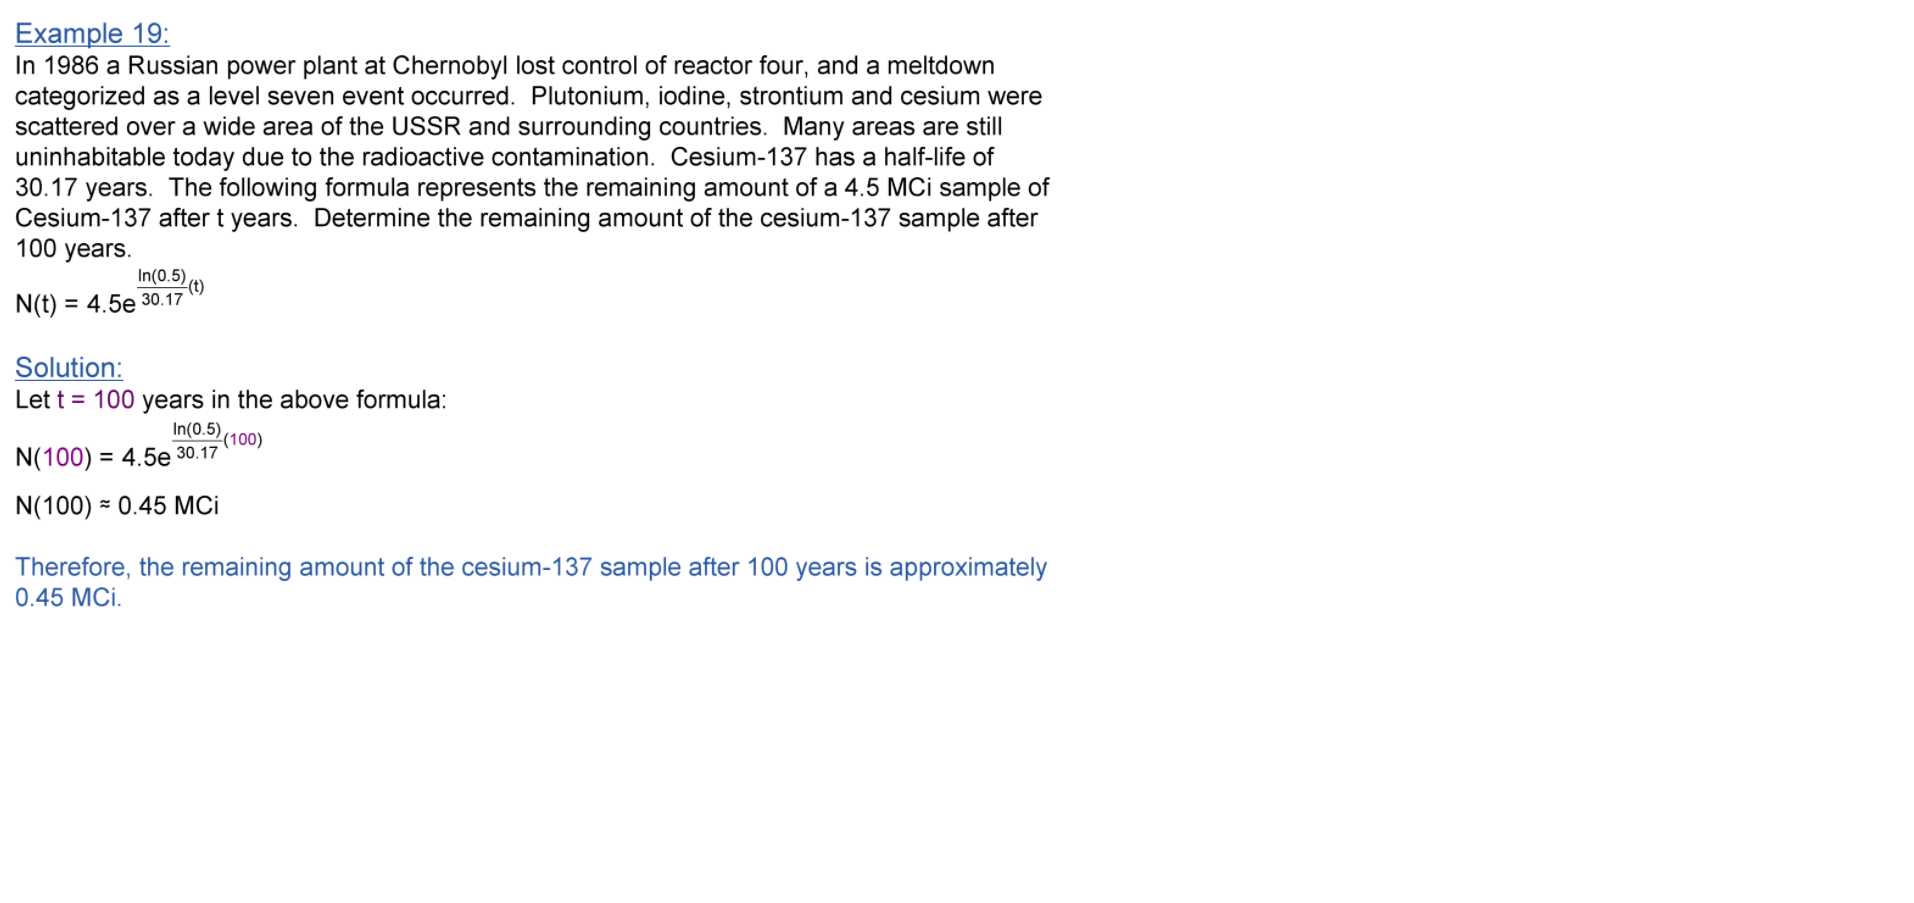 Example 19:
In 1986 a Russian power plant at Chernobyl lost control of reactor four, and a meltdown
categorized as a level seven event occurred.  Plutonium, iodine, strontium and cesium were
scattered over a wide area of the USSR and surrounding countries.  Many areas are still
uninhabitable today due to the radioactive contamination.  Cesium-137 has a half-life of
30.17 years.  The following formula represents the remaining amount of a 4.5 MCi sample of
Cesium-137 after t years.  Determine the remaining amount of the cesium-137 sample after
100 years.
N(t) = 4.5e^(ln(0.5)/30.17 (t))
Solution:
Let t = 100 years in the above formula:
N(100) = 4.5e^(ln(0.5)/30.17 (100))
N(100) ≈ 0.45 MCi
Therefore, the remaining amount of the cesium-137 sample after 100 years is approximately
0.45 MCi.